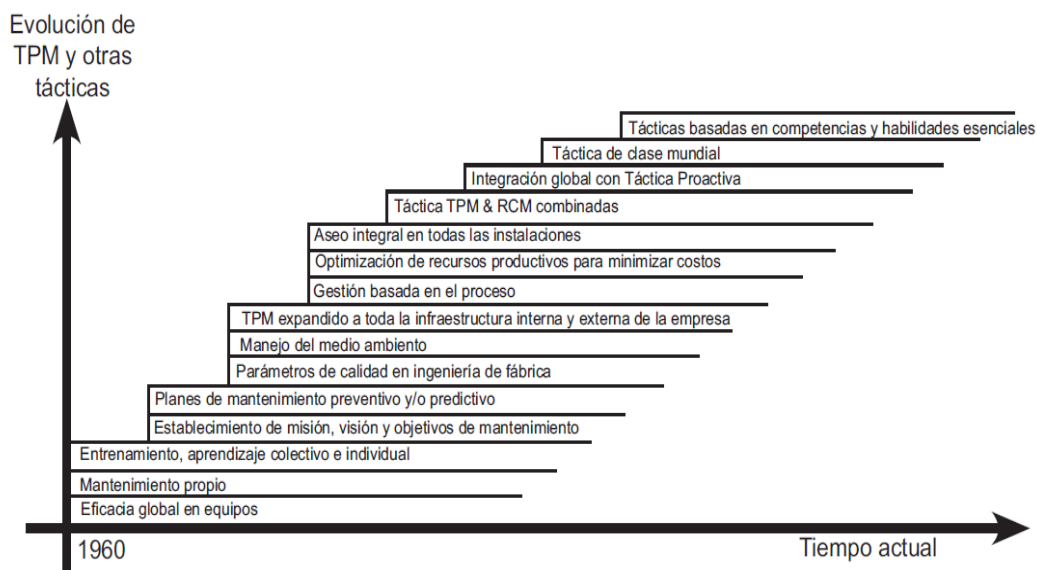 Evolución de
TPM y otras
tácticas
Tácticas basadas en competencias y habilidades esenciales
Táctica de clase mundial
Integración global con Táctica Proactiva
Táctica TPM & RCM combinadas
Aseo integral en todas las instalaciones
Optimización de recursos productivos para minimizar costos
Gestión basada en el proceso
TPM expandido a toda la infraestructura interna y externa de la empresa
Manejo del medio ambiente
Parámetros de calidad en ingeniería de fábrica
Planes de mantenimiento preventivo y/o predictivo
Establecimiento de misión, visión y objetivos de mantenimiento
Entrenamiento, aprendizaje colectivo e individual
Mantenimiento propio
Eficacia global en equipos
1960
Tiempo actual